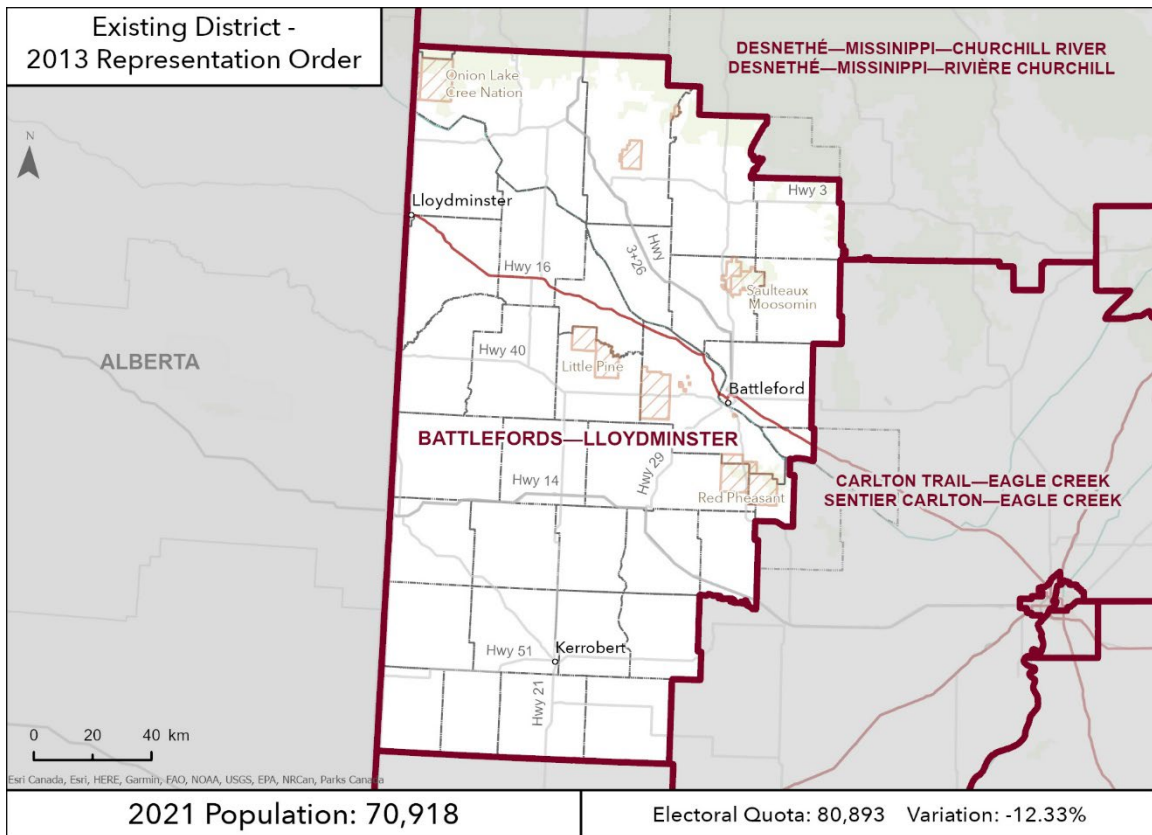 Existing District -
2013 Representation Order
DESNETHÉ—MISSINIPPI—CHURCHILL RIVER
DESNETHÉ—MISSINIPPI—RIVIÈRE CHURCHILL
Onion Lake
Cree Nation
N
Hwy 3
Lloydminster
Hwy
3+26
Hwy 16
Saulteaux
Moosomin
ALBERTA
Hwy 40
Little Pine
Battleford
BATTLEFORDS—LLOYDMINSTER
Hwy 29
Hwy 14
Red Pheasant
CARLTON TRAIL—EAGLE CREEK
SENTIER CARLTON—EAGLE CREEK
Hwy 51
Kerrobert
Hwy 21
0 20 40 km
Esri Canada, Esri, HERE, Garmin, FAO, NOAA, USGS, EPA, NRCan, Parks Canada
2021 Population: 70,918
Electoral Quota: 80,893 Variation: -12.33%